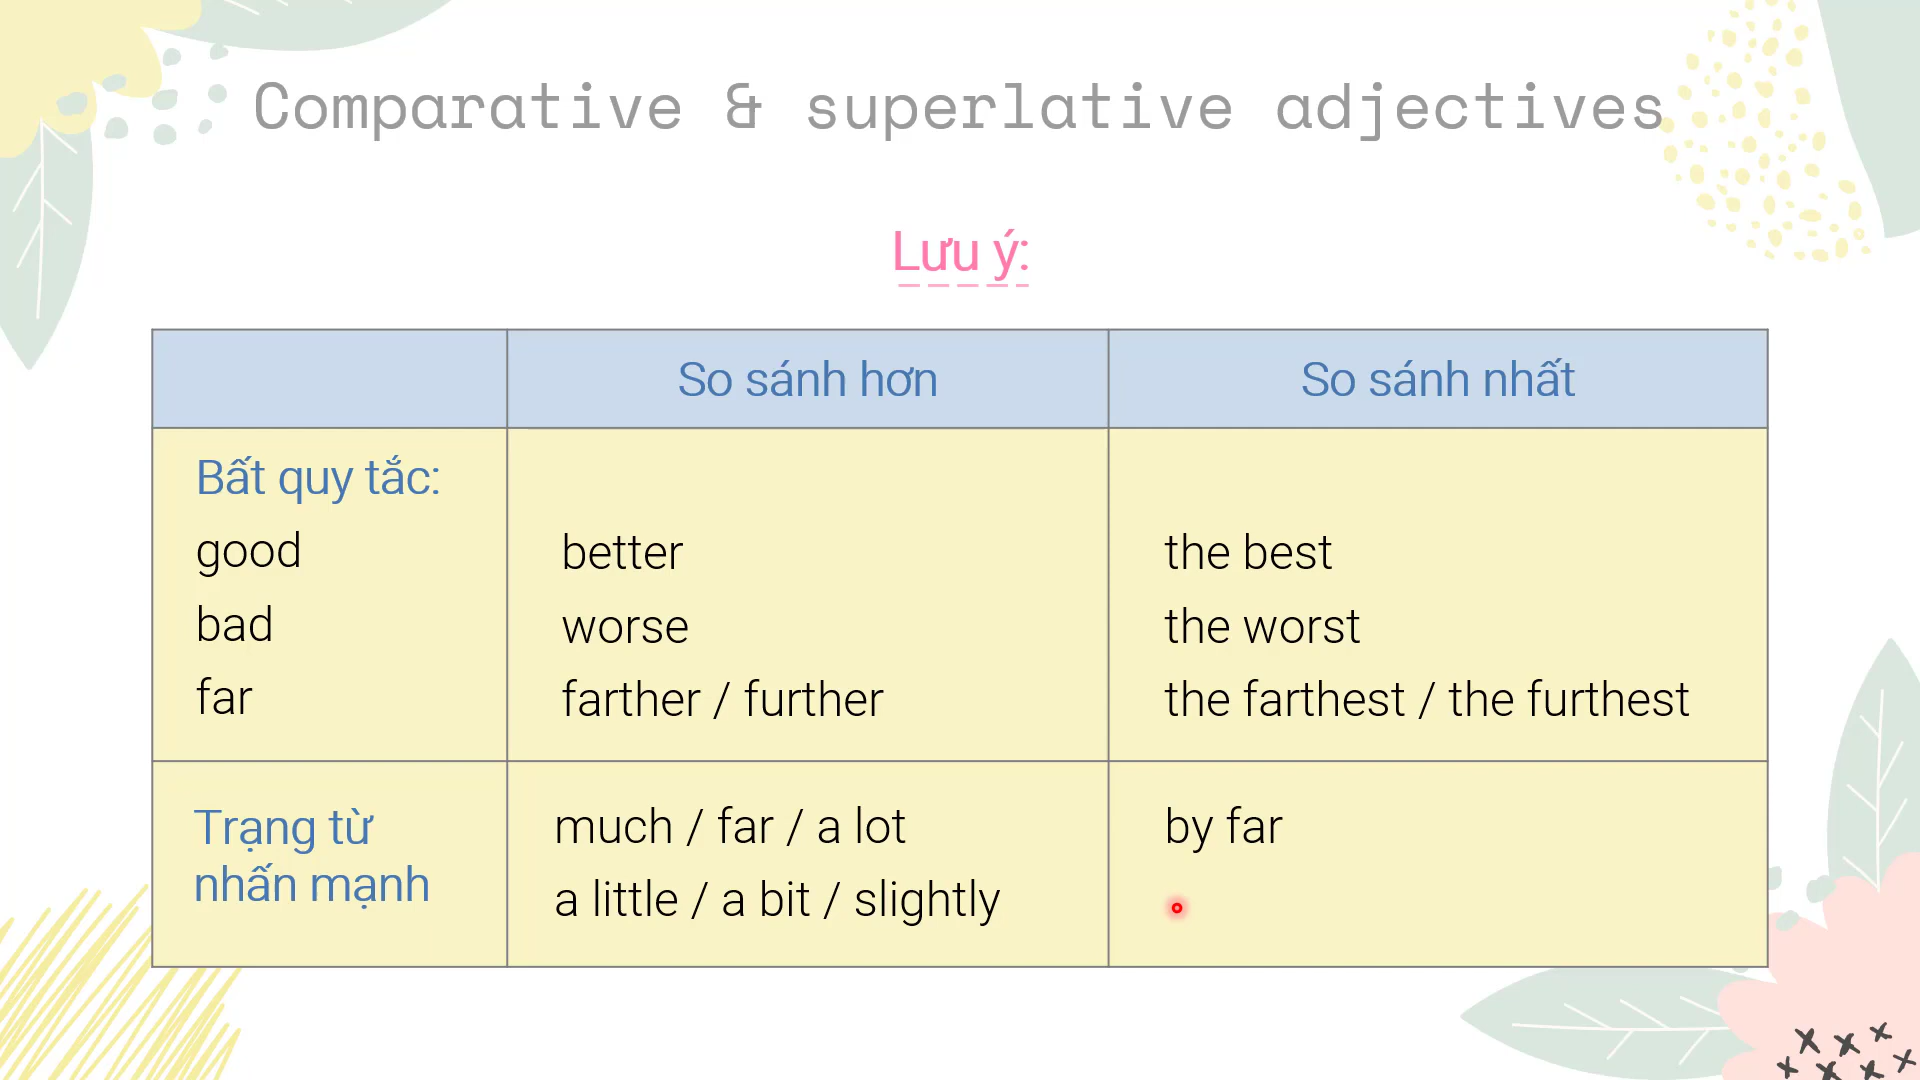 Comparative & superlative adjectives
Lưu ý:
So sánh hơn
So sánh nhất
Bất quy tắc:
good
better
the best
bad
worse
the worst
far
farther / further
the farthest / the furthest
Trạng từ
nhấn mạnh
much / far / a lot
a little / a bit / slightly
by far